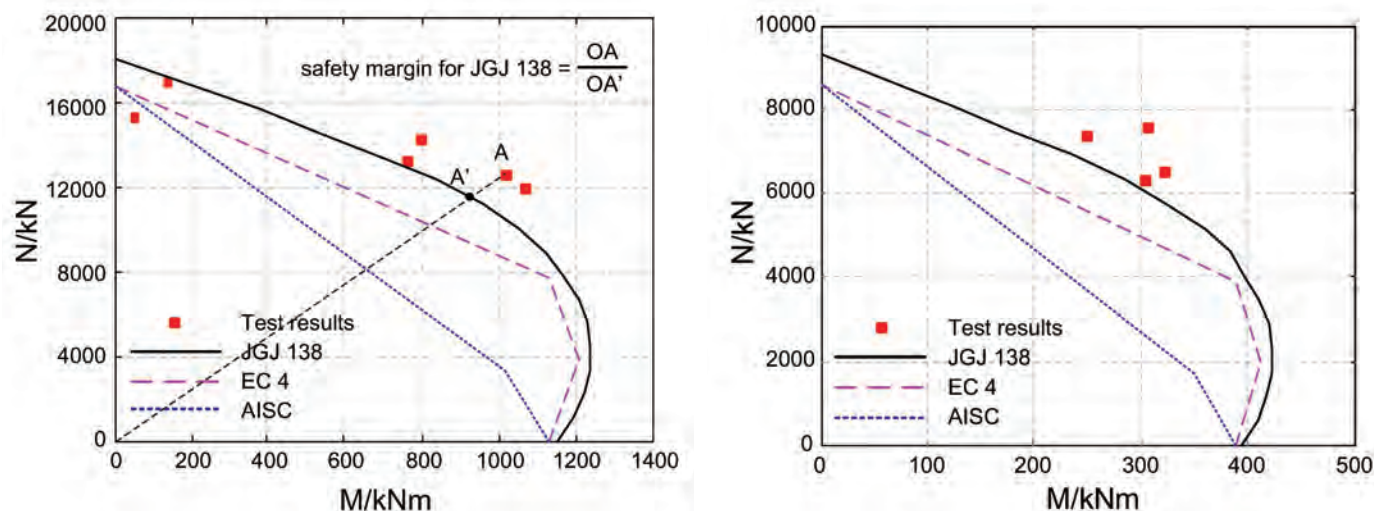 20000
16000
12000
8000
4000
0
N/kN
0 200 400 600 800 1000 1200 1400
M/kNm
safety margin for JGJ 138 = OA
OA'
A
A'
Test results
JGJ 138
EC 4
AISC
10000
8000
6000
4000
2000
0
N/kN
0 100 200 300 400 500
M/kNm
Test results
JGJ 138
EC 4
AISC